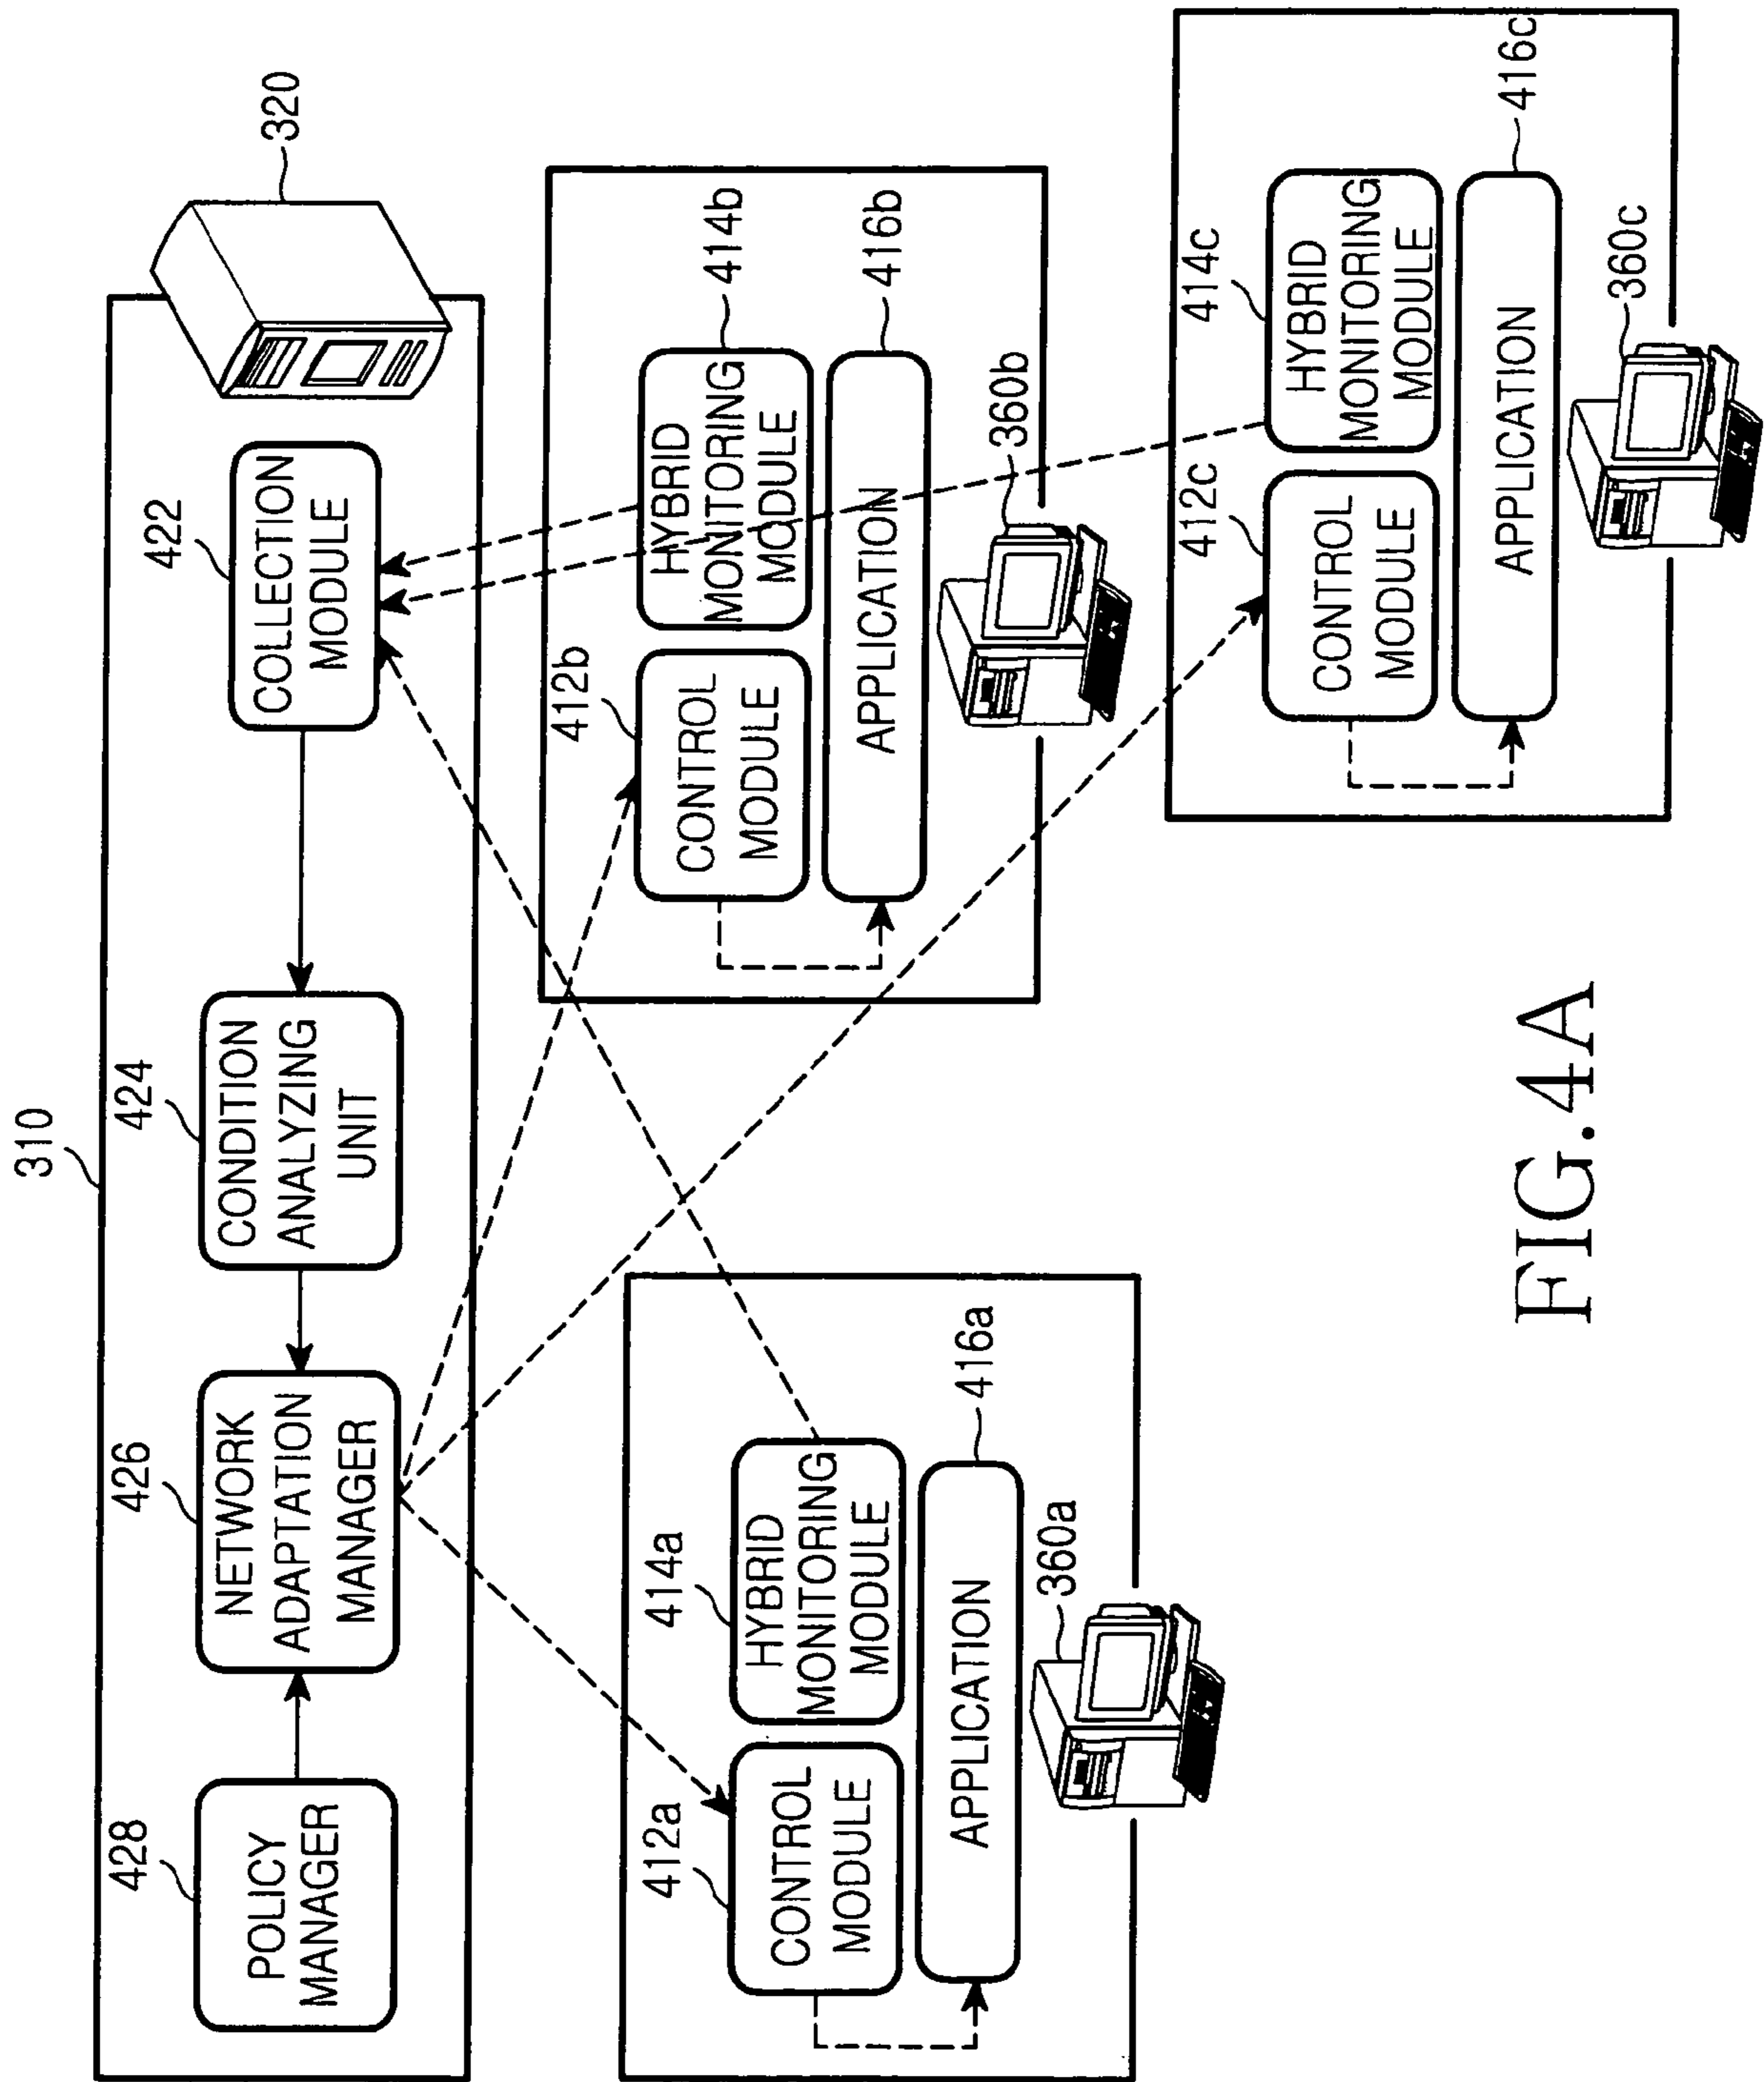 310
320
428
POLICY
MANAGER
426
NETWORK
ADAPTATION
MANAGER
424
CONDITION
ANALYZING
UNIT
422
COLLECTION
MODULE
412a
CONTROL
MODULE
414a
HYBRID
MONITORING
MODULE
416a
APPLICATION
360a
412b
CONTROL
MODULE
414b
HYBRID
MONITORING
MODULE
416b
APPLICATION
360b
412c
CONTROL
MODULE
414c
HYBRID
MONITORING
MODULE
416c
APPLICATION
360c
FIG.4A